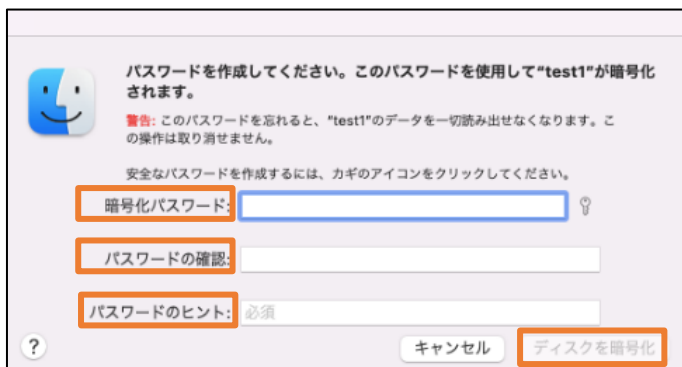 パスワードを作成してください。このパスワードを使用して“test1”が暗号化
されます。
警告: このパスワードを忘れると、“test1”のデータを一切読み出せなくなります。こ
の操作は取り消せません。
安全なパスワードを作成するには、カギのアイコンをクリックしてください。
暗号化パスワード:
パスワードの確認:
パスワードのヒント: 必須
? キャンセル ディスクを暗号化